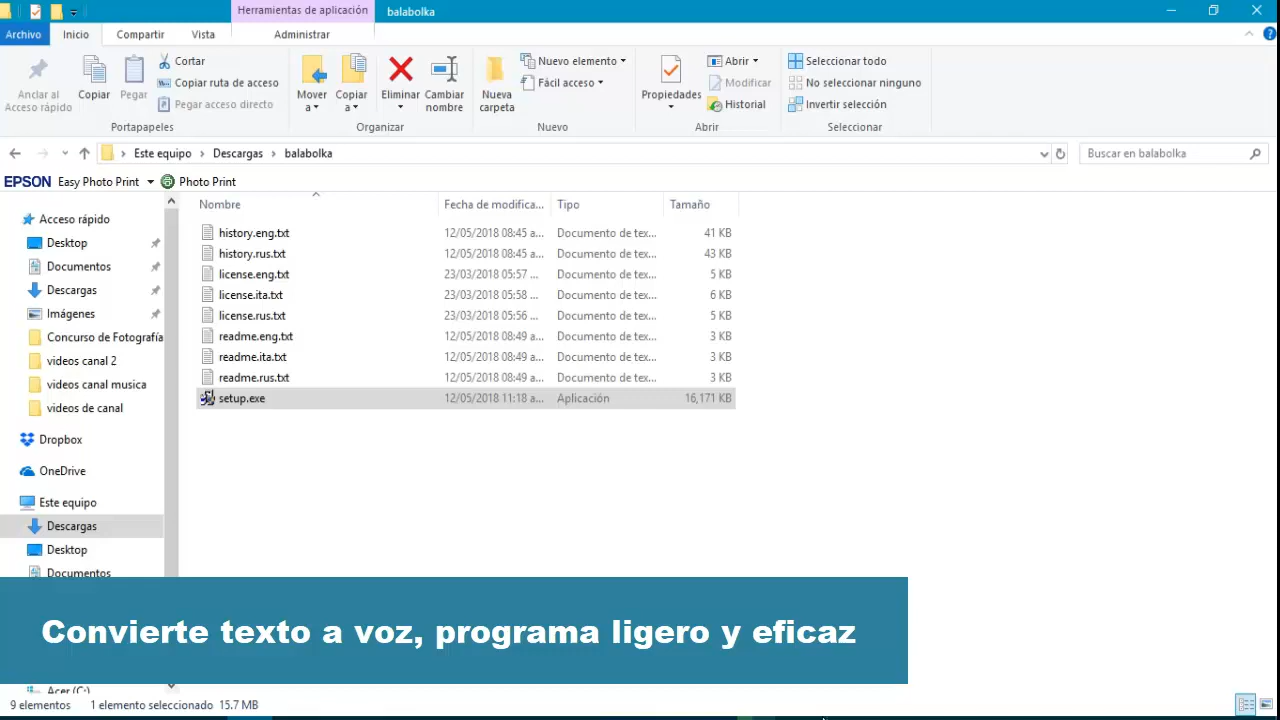 Herramientas de aplicación balabolka
Archivo Inicio Compartir Vista Administrar
Anclar al Acceso rápido
Copiar
Pegar
Cortar
Copiar ruta de acceso
Pegar acceso directo
Portapapeles
Mover a
Copiar a
Eliminar
Cambiar nombre
Organizar
Nueva carpeta
Nuevo elemento
Fácil acceso
Nuevo
Propiedades
Abrir
Modificar
Historial
Abrir
Seleccionar todo
No seleccionar ninguno
Invertir selección
Seleccionar
Este equipo > Descargas > balabolka
Buscar en balabolka
EPSON Easy Photo Print Photo Print
Acceso rápido
Desktop
Documentos
Descargas
Imágenes
Concurso de Fotografía
videos canal 2
videos canal musica
videos de canal
Dropbox
OneDrive
Este equipo
Descargas
Desktop
Documentos
Acer (C:)
Nombre Fecha de modifica... Tipo Tamaño
history.eng.txt 12/05/2018 08:45 a... Documento de tex... 41 KB
history.rus.txt 12/05/2018 08:45 a... Documento de tex... 43 KB
license.eng.txt 23/03/2018 05:57 ... Documento de tex... 5 KB
license.ita.txt 23/03/2018 05:58 ... Documento de tex... 6 KB
license.rus.txt 23/03/2018 05:56 ... Documento de tex... 5 KB
readme.eng.txt 12/05/2018 08:49 a... Documento de tex... 3 KB
readme.ita.txt 12/05/2018 08:49 a... Documento de tex... 3 KB
readme.rus.txt 12/05/2018 08:49 a... Documento de tex... 3 KB
setup.exe 12/05/2018 11:18 a... Aplicación 16,171 KB
Convierte texto a voz, programa ligero y eficaz
9 elementos 1 elemento seleccionado 15.7 MB